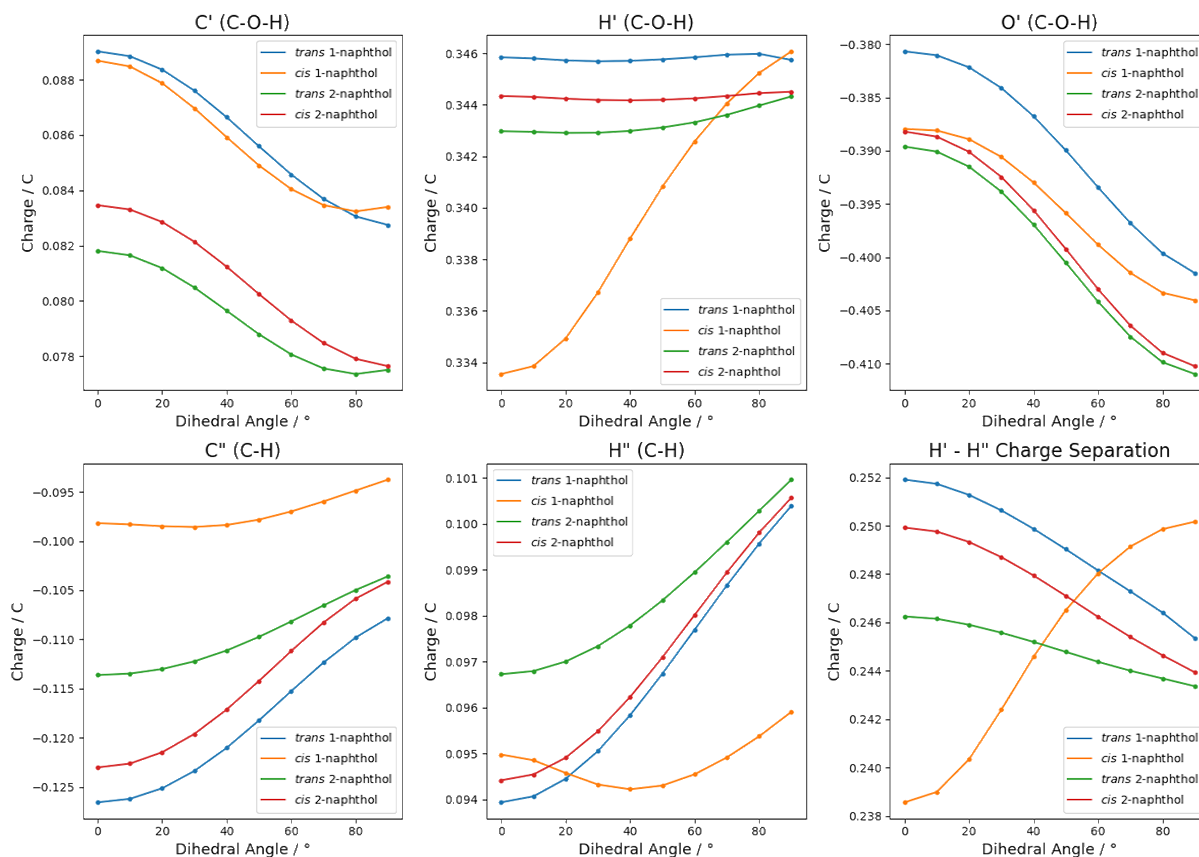 C' (C-O-H)
Charge / C
0.088
0.086
0.084
0.082
0.080
0.078
trans 1-naphthol
cis 1-naphthol
trans 2-naphthol
cis 2-naphthol
0 20 40 60 80
Dihedral Angle / °
H' (C-O-H)
Charge / C
0.346
0.344
0.342
0.340
0.338
0.336
0.334
trans 1-naphthol
cis 1-naphthol
trans 2-naphthol
cis 2-naphthol
0 20 40 60 80
Dihedral Angle / °
O' (C-O-H)
Charge / C
−0.380
−0.385
−0.390
−0.395
−0.400
−0.405
−0.410
trans 1-naphthol
cis 1-naphthol
trans 2-naphthol
cis 2-naphthol
0 20 40 60 80
Dihedral Angle / °
C" (C-H)
Charge / C
−0.095
−0.100
−0.105
−0.110
−0.115
−0.120
−0.125
trans 1-naphthol
cis 1-naphthol
trans 2-naphthol
cis 2-naphthol
0 20 40 60 80
Dihedral Angle / °
H" (C-H)
Charge / C
0.101
0.100
0.099
0.098
0.097
0.096
0.095
0.094
trans 1-naphthol
cis 1-naphthol
trans 2-naphthol
cis 2-naphthol
0 20 40 60 80
Dihedral Angle / °
H' - H" Charge Separation
Charge / C
0.252
0.250
0.248
0.246
0.244
0.242
0.240
0.238
trans 1-naphthol
cis 1-naphthol
trans 2-naphthol
cis 2-naphthol
0 20 40 60 80
Dihedral Angle / °